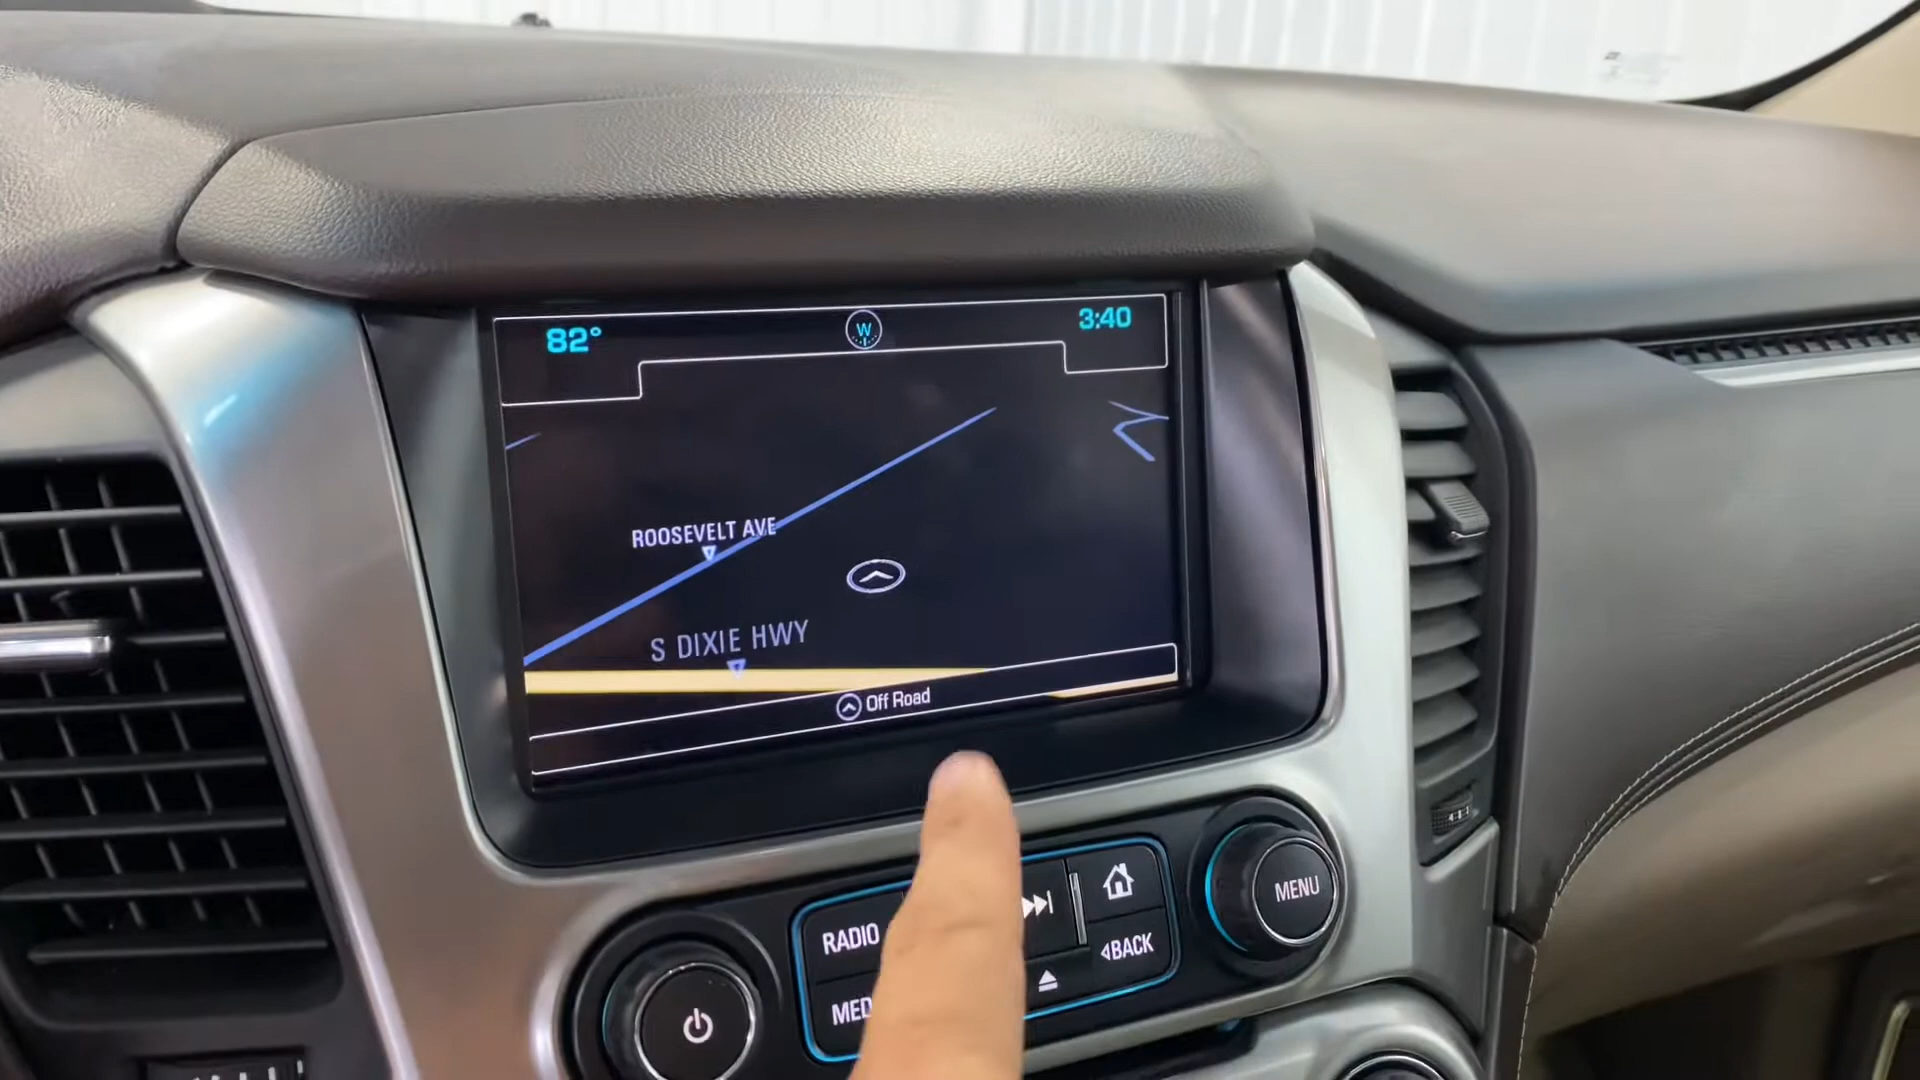 82°
W
3:40
ROOSEVELT AVE
S DIXIE HWY
Off Road
RADIO
MENU
BACK